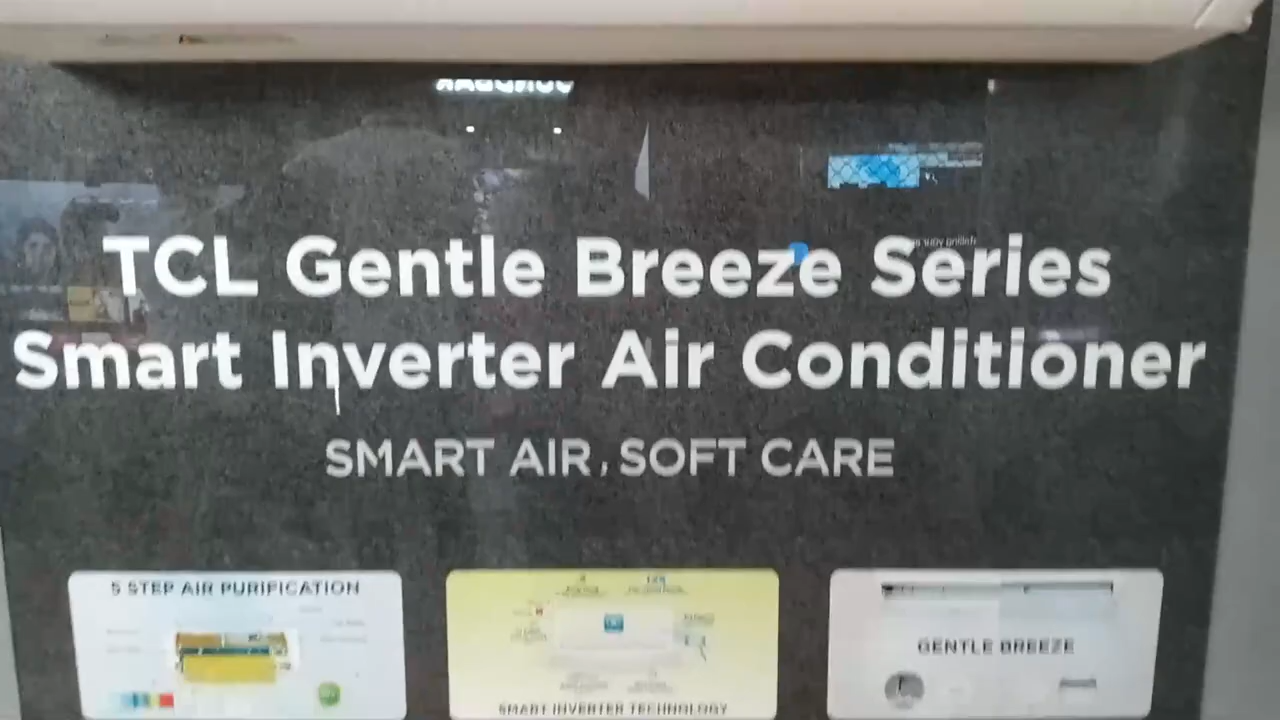 TCL Gentle Breeze Series
Smart Inverter Air Conditioner
SMART AIR, SOFT CARE
5 STEP AIR PURIFICATION
SMART INVERTER TECHNOLOGY
GENTLE BREEZE